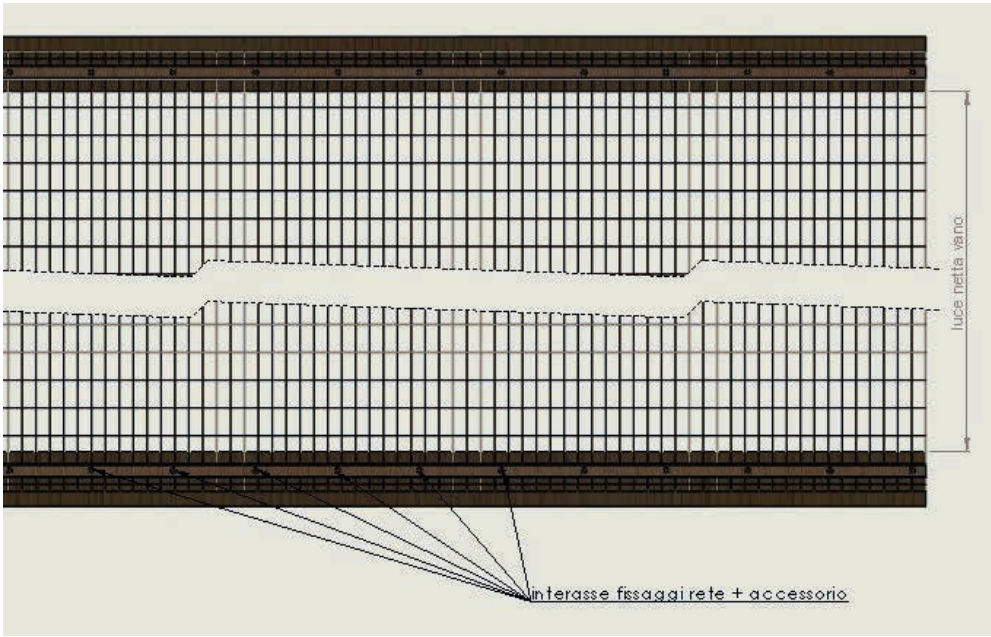 luce netta vano
interasse fissaggi rete + accessorio